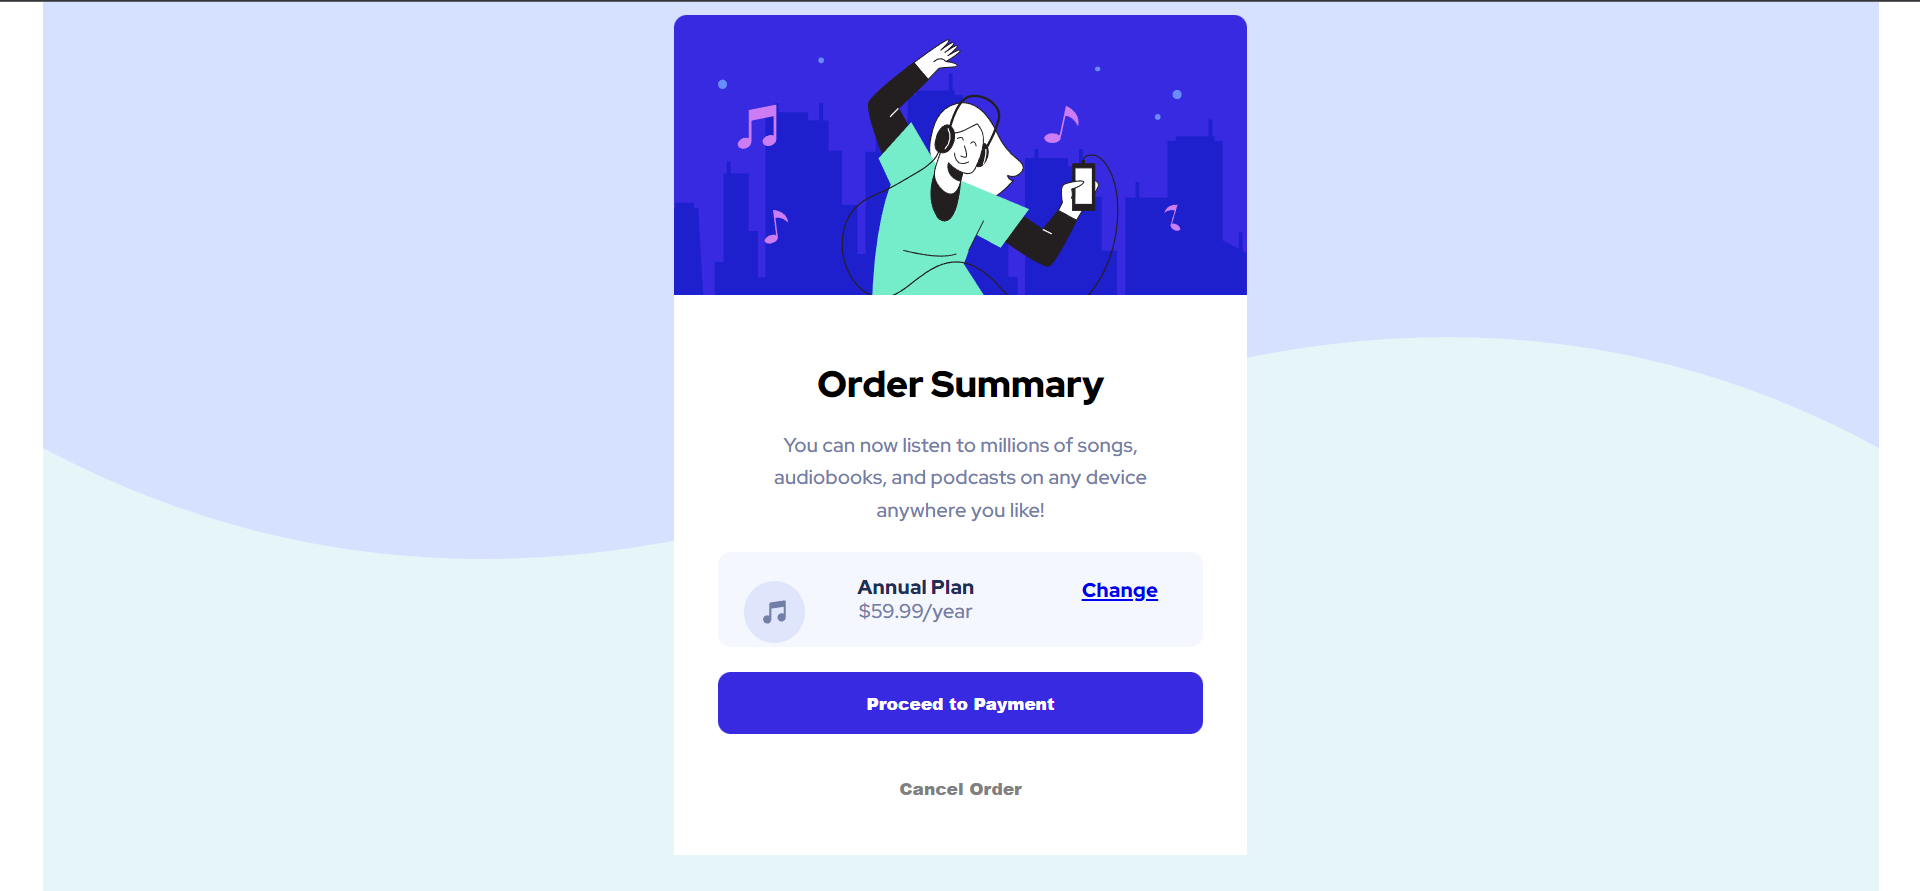 Order Summary
You can now listen to millions of songs,
audiobooks, and podcasts on any device
anywhere you like!
Annual Plan
$59.99/year
Change
Proceed to Payment
Cancel Order